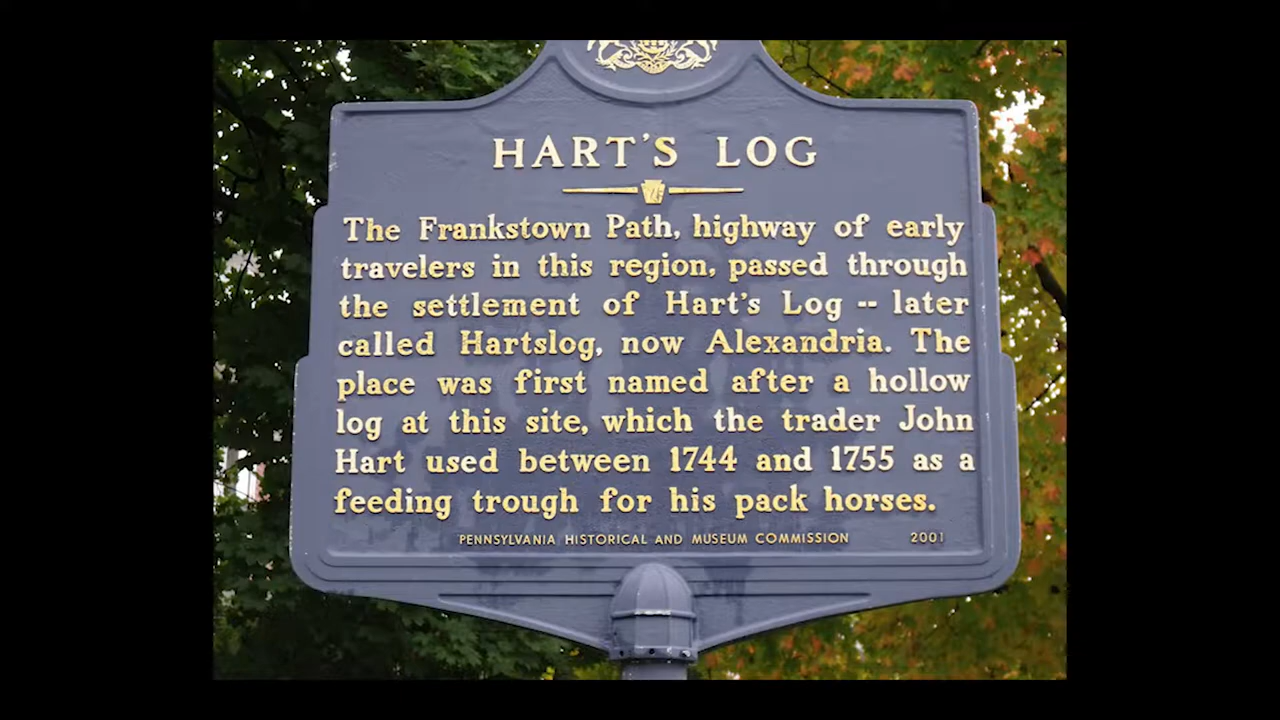 HART'S LOG
The Frankstown Path, highway of early
travelers in this region, passed through
the settlement of Hart's Log -- later
called Hartslog, now Alexandria. The
place was first named after a hollow
log at this site, which the trader John
Hart used between 1744 and 1755 as a
feeding trough for his pack horses.
PENNSYLVANIA HISTORICAL AND MUSEUM COMMISSION 2001